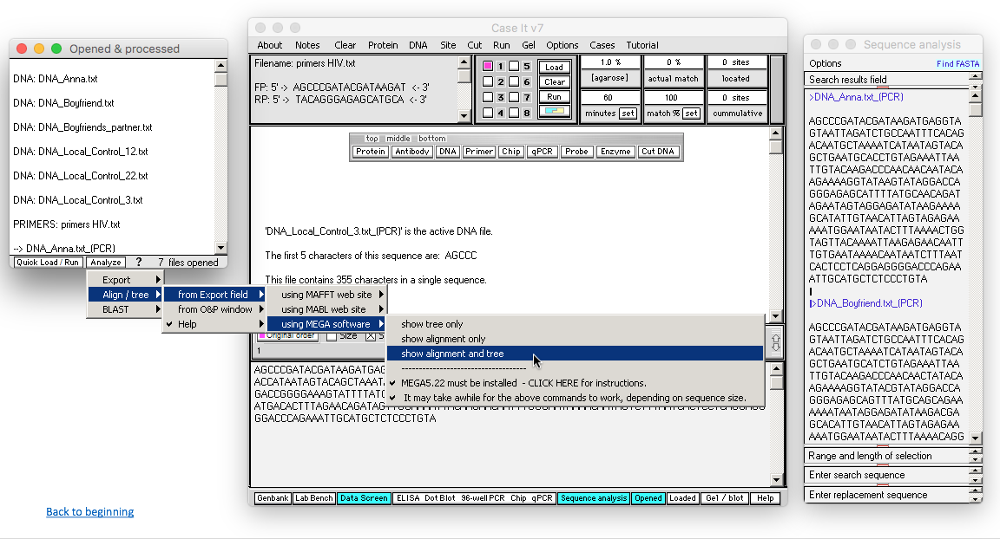 Opened & processed
DNA: DNA_Anna.txt
DNA: DNA_Boyfriend.txt
DNA: DNA_Boyfriends_partner.txt
DNA: DNA_Local_Control_12.txt
DNA: DNA_Local_Control_22.txt
DNA: DNA_Local_Control_3.txt
PRIMERS: primers HIV.txt
--> DNA_Anna.txt_(PCR)
Quick Load / Run Analyze ? 7 files opened
Export
Align / tree
BLAST
from Export field
from O&P window
Help
using MAFFT web site
using MABL web site
using MEGA software
show tree only
show alignment only
show alignment and tree
MEGA5.22 must be installed - CLICK HERE for instructions.
It may take awhile for the above commands to work, depending on sequence size.
Case It v7
About Notes Clear Protein DNA Site Cut Run Gel Options Cases Tutorial
Filename: primers HIV.txt
FP: 5'-> AGCCCGATACGATAAGAT <-3'
RP: 5'-> TACAGGGAGAGCATGCA <-3'
1 5 Load
2 6 Clear
3 7 Run
4 8
1.0 % 0 % 0 sites
[agarose] actual match located
60 100 0 sites
minutes set match % set cummulative
top middle bottom
Protein Antibody DNA Primer Chip qPCR Probe Enzyme Cut DNA
'DNA_Local_Control_3.txt_(PCR)' is the active DNA file.
The first 5 characters of this sequence are: AGCCC
This file contains 355 characters in a single sequence.
Original order Size S
1
AGCCCGATACGATAAGATGAG
ACCATAATAGTACAGCTAAAT
GACCGGGGAAAGTATTTTAT
ATGACACTTTAGAACAGATAG
GGACCCAGAAATTGCATGCTCTCCCTGTA
Genbank Lab Bench Data Screen ELISA Dot Blot 96-well PCR Chip qPCR Sequence analysis Opened Loaded Gel / blot Help
Sequence analysis
Options Find FASTA
Search results field
>DNA_Anna.txt_(PCR)
AGCCCGATACGATAAGATGAGGTA
GTAATTAGATCTGCCAATTTCACAG
ACAATGCTAAAATCATAATAGTACA
GCTGAATGCACCTGTAGAAATTAA
TTGTACAAGACCCAACAACAATACA
AGAAAAGGTATAAGTATAGGACCA
GGGAGAGCATTTATGCAACAGAT
AGAATAGTAGGAGATATAAGAAAA
GCATATTGTAACATTAGTAGAGAA
AAATGGAATAATACTTTAAAACTGG
TAGTTACAAAATTAAGAGAACAATT
TGTGAATAAAACAATAATCTTTAAT
CACTCCTCAGGAGGGGACCCAGAA
ATTGCATGCTCTCCCTGTA
>DNA_Boyfriend.txt_(PCR)
AGCCCGATACGATAAGATGAGGTA
GTAATTAGATCTGCCAATTTCACAG
ACAATGCTAAAATCATAATAGTACA
GCTGAATGCATCTGTAGAAATTAA
TTGTACAAGACCCAACAACTATACA
AGAAAAGGTATACGTATAGGACCA
GGGAGAGCAGTTTATGCAGCAGAA
AAAATAATAGGAGATATAAGACGA
GCACATTGTAACATTAGTAGAGAA
AAATGGAATAATACTTTAAAACAGG
Range and length of selection
Enter search sequence
Enter replacement sequence
Back to beginning